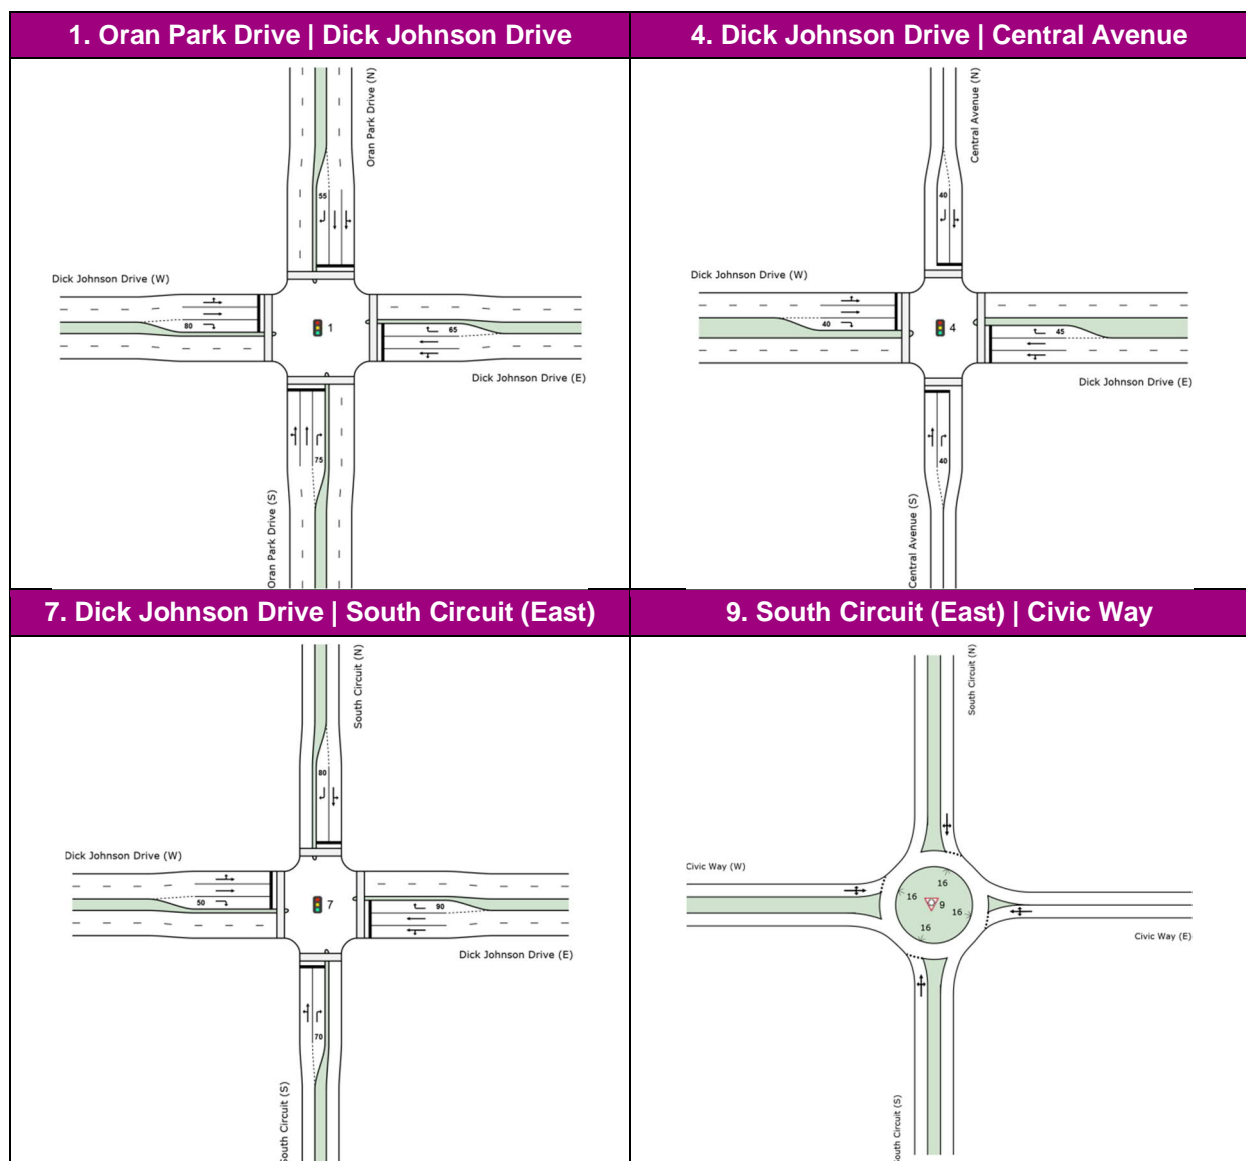 1. Oran Park Drive | Dick Johnson Drive
Oran Park Drive (N)
55
Dick Johnson Drive (W)
80
1
65
Dick Johnson Drive (E)
75
Oran Park Drive (S)
4. Dick Johnson Drive | Central Avenue
Central Avenue (N)
40
Dick Johnson Drive (W)
40
4
45
Dick Johnson Drive (E)
40
Central Avenue (S)
7. Dick Johnson Drive | South Circuit (East)
South Circuit (N)
80
Dick Johnson Drive (W)
50
7
90
Dick Johnson Drive (E)
70
South Circuit (S)
9. South Circuit (East) | Civic Way
South Circuit (N)
Civic Way (W)
16
16
9
16
16
Civic Way (E)
South Circuit (S)